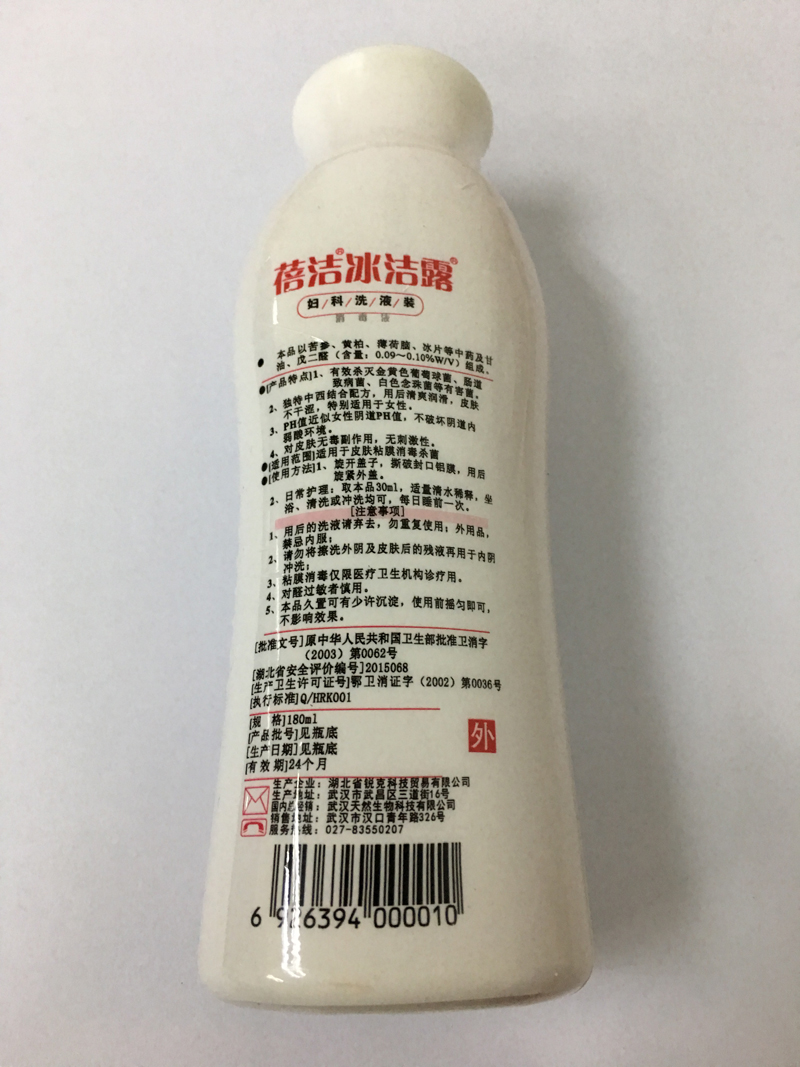 蓓洁®冰洁露®
妇/科/洗/液/装
消毒液
● 本品以苦参、黄柏、薄荷脑、冰片等中药及甘
油、戊二醛（含量：0.09～0.10%W/V）组成、
●[产品特点]1、有效杀灭金黄色葡萄球菌、肠道
致病菌、白色念珠菌等有害菌。
2、独特中西结合配方，用后清爽润滑，皮肤
不干涩，特别适用于女性。
3、PH值近似女性阴道PH值，不破坏阴道内
弱酸环境。
4、对皮肤无毒副作用，无刺激性。
●[适用范围]适用于皮肤粘膜消毒杀菌
●[使用方法]1、旋开盖子，撕破封口铝膜，用后
旋紧外盖。
2、日常护理：取本品30ml，适量清水稀释，坐
浴、清洗或冲洗均可，每日睡前一次。
[注意事项]
1、用后的洗液请弃去，勿重复使用；外用品，
禁忌内服；
2、请勿将擦洗外阴及皮肤后的残液再用于内阴
冲洗；
3、粘膜消毒仅限医疗卫生机构诊疗用。
4、对醛过敏者慎用。
5、本品久置可有少许沉淀，使用前摇匀即可，
不影响效果。
[批准文号]原中华人民共和国卫生部批准卫消字
（2003）第0062号
[湖北省安全评价编号]2015068
[生产卫生许可证号]鄂卫消证字（2002）第0036号
[执行标准]Q/HRK001
[规 格]180ml
[产品批号]见瓶底
[生产日期]见瓶底
[有效期]24个月
外
生产企业：湖北省锐克科技贸易有限公司
生产地址：武汉市武昌区三道街16号
国内总经销：武汉天然生物科技有限公司
销售地址：武汉市汉口青年路326号
服务热线：027-83550207
6 926394 000010